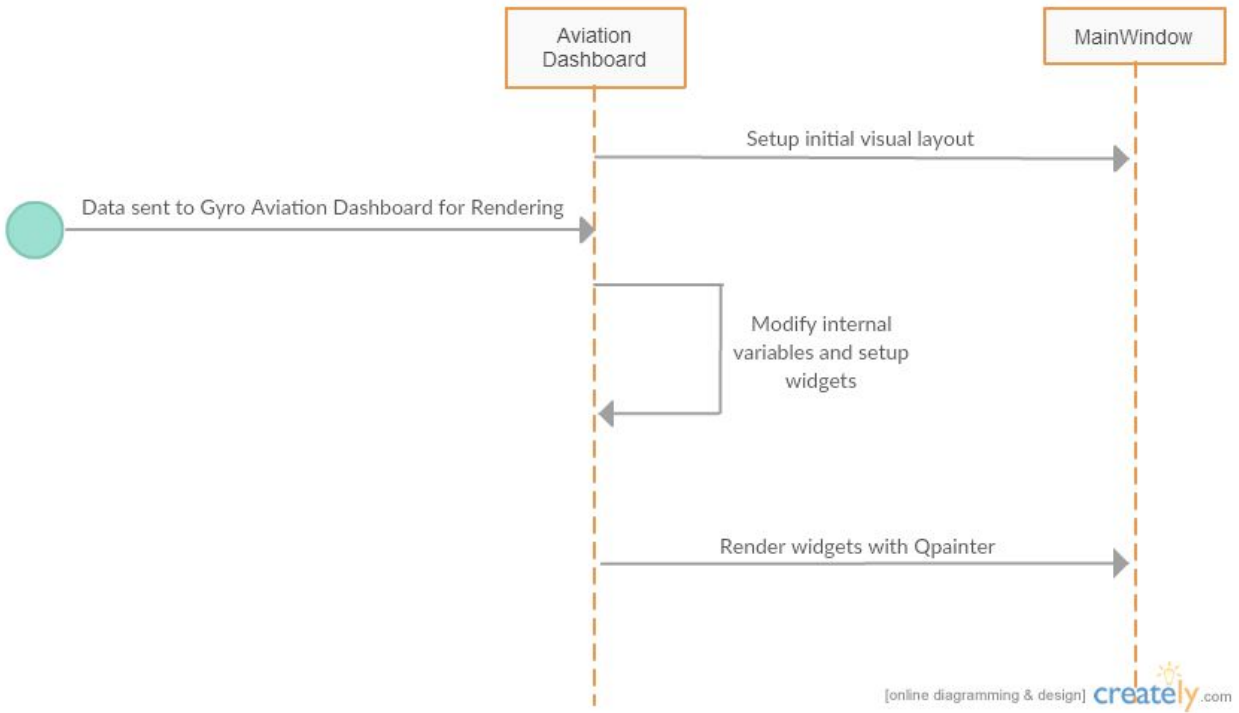 Aviation
Dashboard
MainWindow
Setup initial visual layout
Data sent to Gyro Aviation Dashboard for Rendering
Modify internal
variables and setup
widgets
Render widgets with Qpainter
[online diagramming & design] creately.com